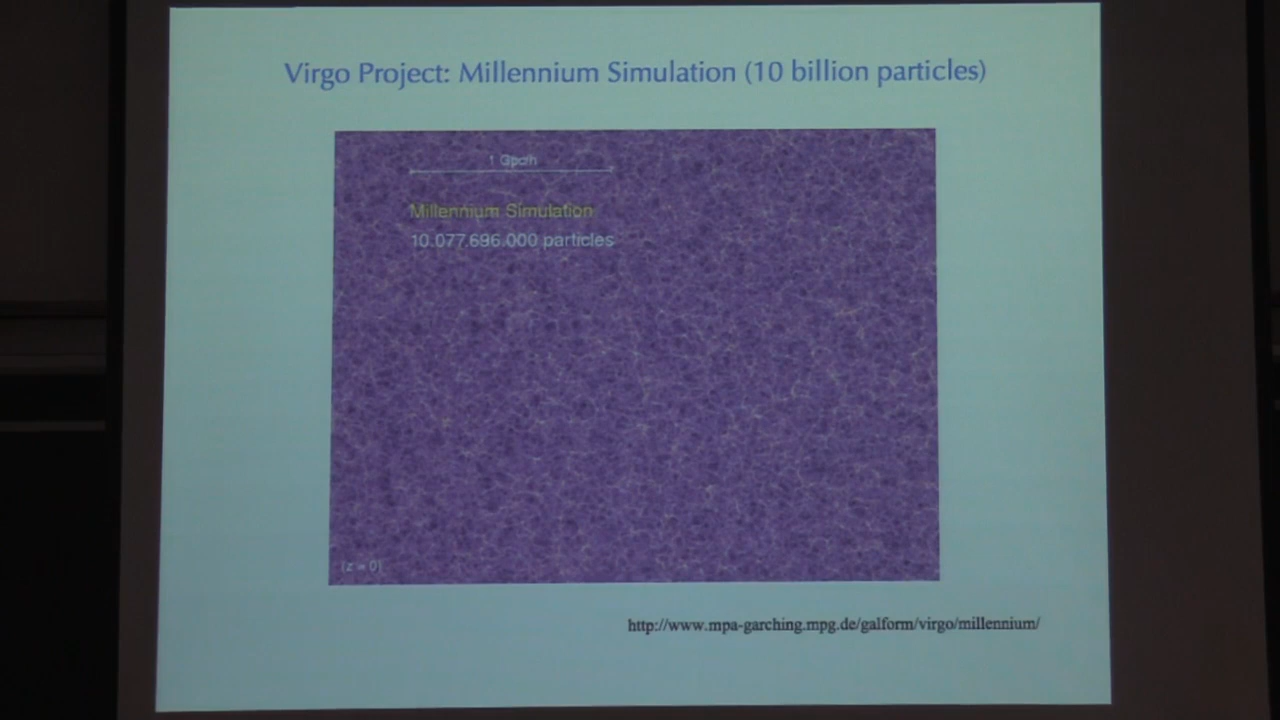 Virgo Project: Millennium Simulation (10 billion particles)
1 Gpc/h
Millennium Simulation
10.077.696.000 particles
(z = 0)
http://www.mpa-garching.mpg.de/galform/virgo/millennium/